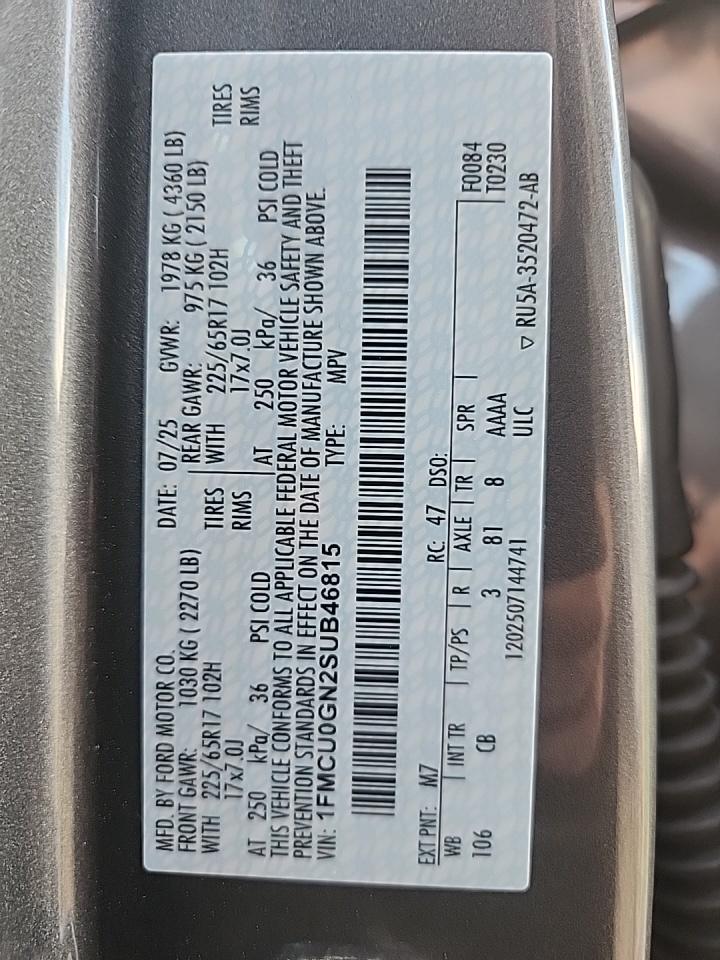 MFD. BY FORD MOTOR CO. DATE: 07/25 GVWR: 1978 KG ( 4360 LB)
FRONT GAWR: 1030 KG ( 2270 LB) REAR GAWR: 975 KG ( 2150 LB)
WITH 225/65R17 102H TIRES WITH 225/65R17 102H TIRES
17x7.0J RIMS 17x7.0J RIMS
AT 250 kPa/ 36 PSI COLD AT 250 kPa/ 36 PSI COLD
THIS VEHICLE CONFORMS TO ALL APPLICABLE FEDERAL MOTOR VEHICLE SAFETY AND THEFT
PREVENTION STANDARDS IN EFFECT ON THE DATE OF MANUFACTURE SHOWN ABOVE.
VIN: 1FMCU0GN2SUB46815 TYPE: MPV
EXT PNT: M7 RC: 47 DSO:
WB INT TR TP/PS R AXLE TR SPR F0084
106 CB 3 81 8 AAAA T0230
1202507144741 ULC ▽ RU5A-3520472-AB